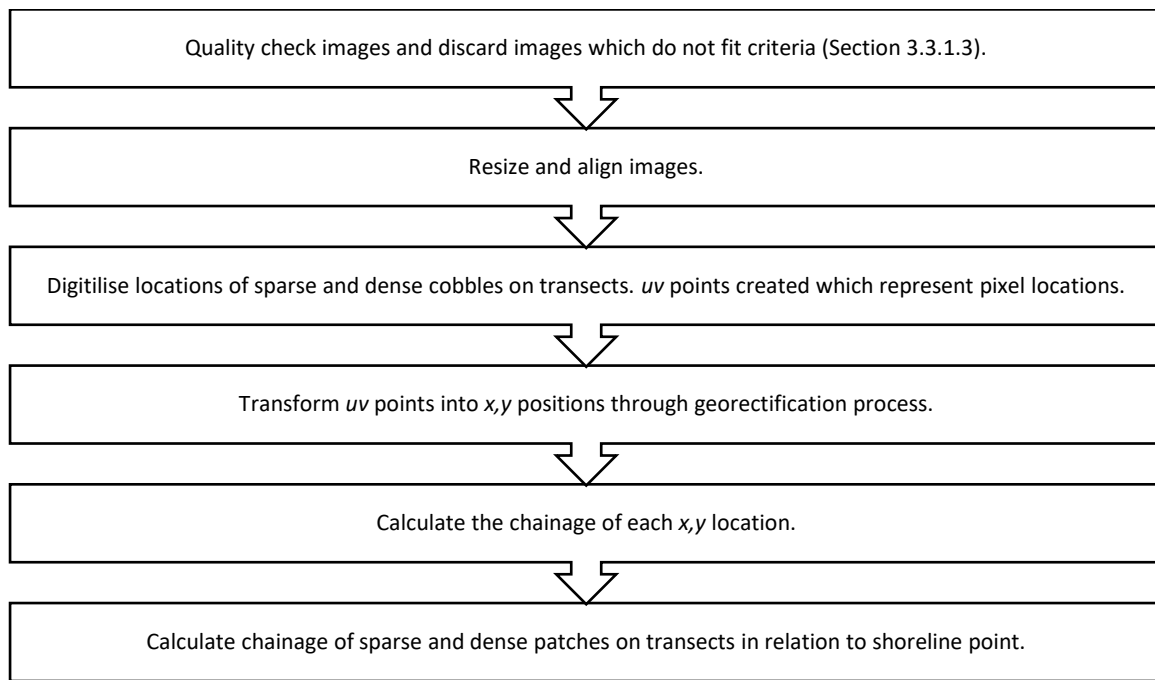 Quality check images and discard images which do not fit criteria (Section 3.3.1.3).
Resize and align images.
Digitilise locations of sparse and dense cobbles on transects. uv points created which represent pixel locations.
Transform uv points into x,y positions through georectification process.
Calculate the chainage of each x,y location.
Calculate chainage of sparse and dense patches on transects in relation to shoreline point.